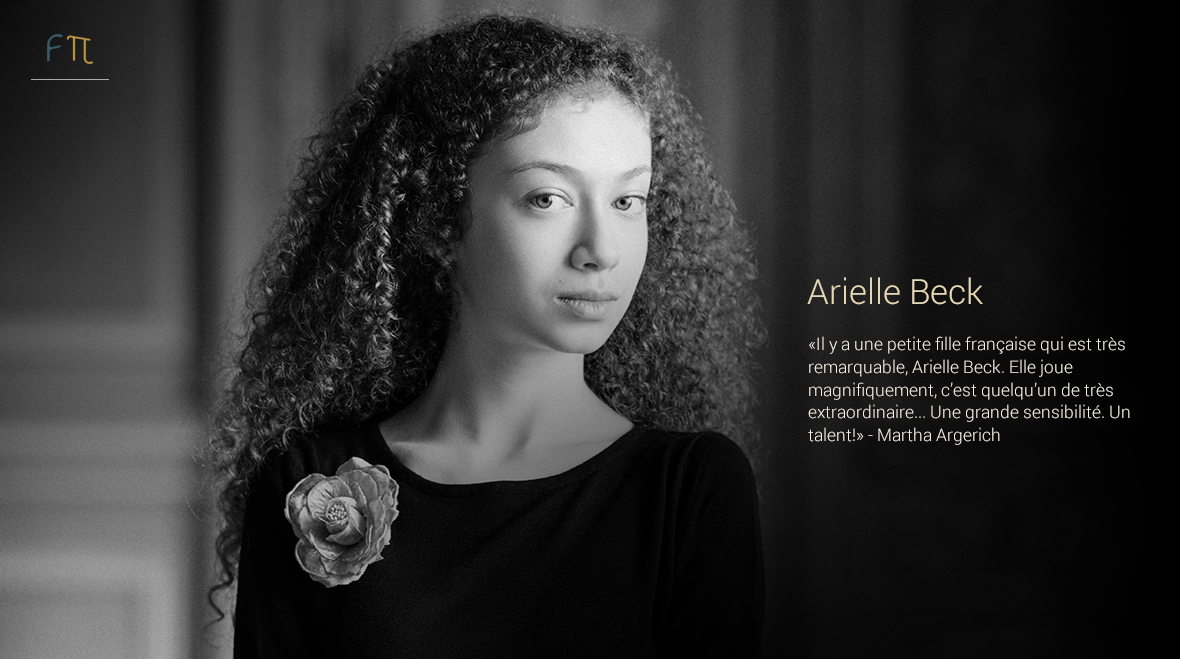 Fπ
Arielle Beck
«Il y a une petite fille française qui est très
remarquable, Arielle Beck. Elle joue
magnifiquement, c’est quelqu’un de très
extraordinaire... Une grande sensibilité. Un
talent!» - Martha Argerich